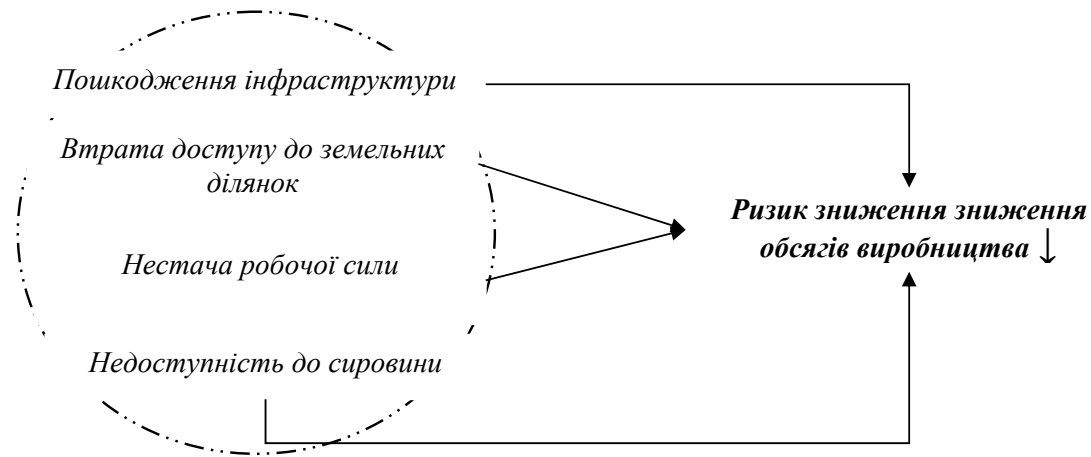 Пошкодження інфраструктури
Втрата доступу до земельних
ділянок
Нестача робочої сили
Недоступність до сировини
Ризик зниження зниження
обсягів виробництва ↓